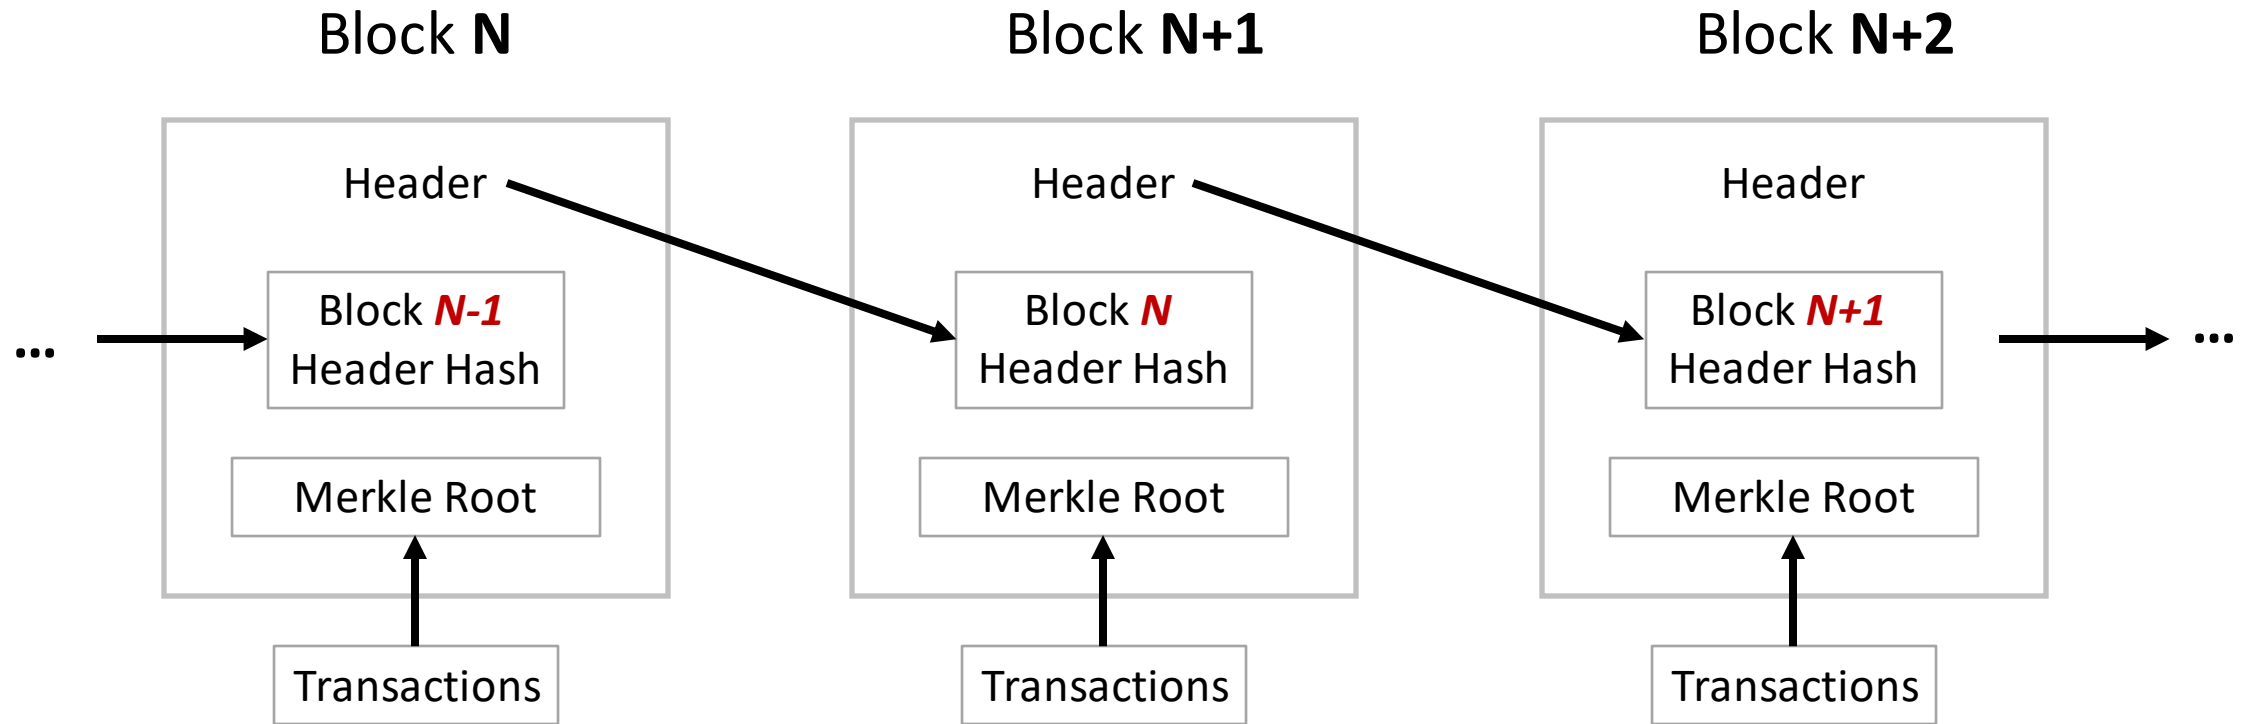 Block N
Block N+1
Block N+2
Header
Header
Header
Block N-1
Header Hash
Block N
Header Hash
Block N+1
Header Hash
...
...
Merkle Root
Merkle Root
Merkle Root
Transactions
Transactions
Transactions